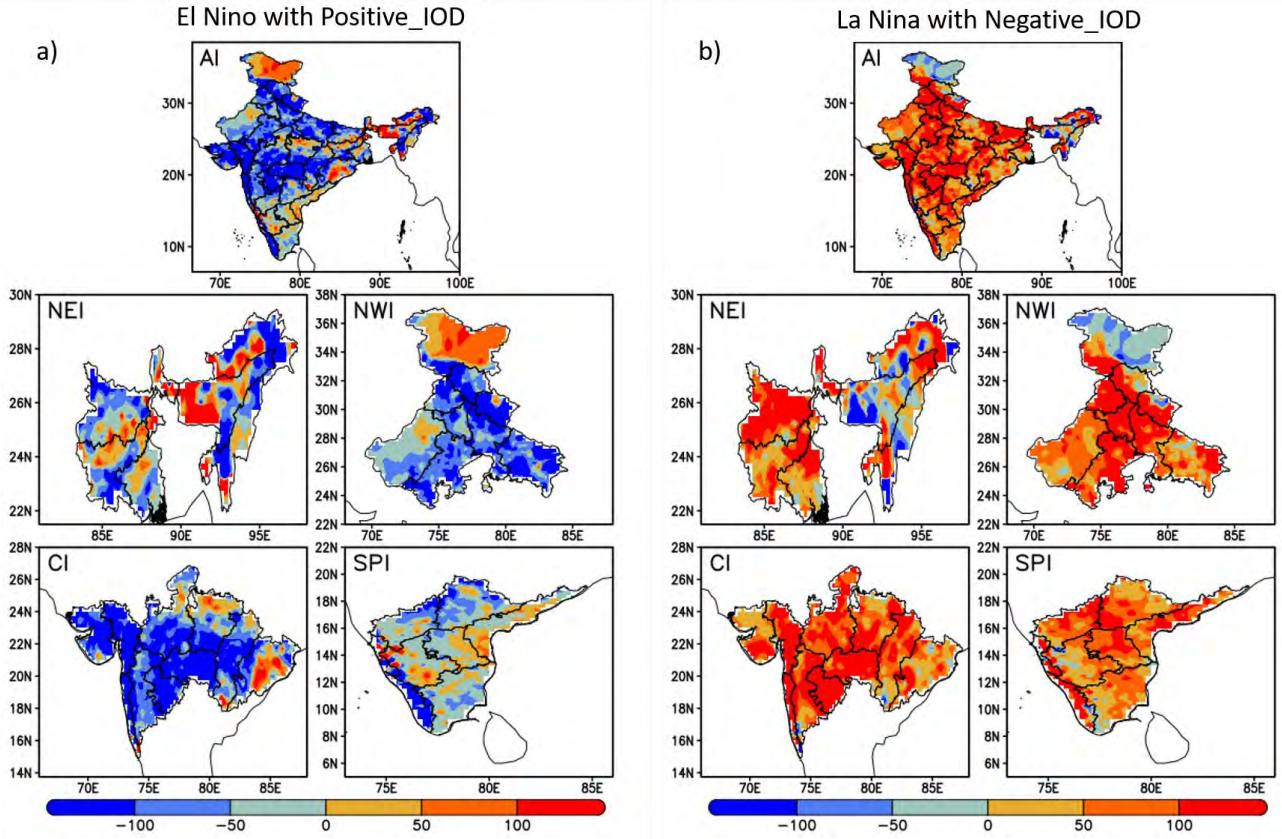 El Nino with Positive_IOD
La Nina with Negative_IOD
a)
AI
30N
20N
10N
70E 80E 90E 100E
b)
AI
30N
20N
10N
70E 80E 90E 100E
NEI
30N
28N
26N
24N
22N
85E 90E 95E
NWI
38N
36N
34N
32N
30N
28N
26N
24N
22N
70E 75E 80E 85E
NEI
30N
28N
26N
24N
22N
85E 90E 95E
NWI
38N
36N
34N
32N
30N
28N
26N
24N
22N
70E 75E 80E 85E
CI
28N
26N
24N
22N
20N
18N
16N
14N
70E 75E 80E 85E
SPI
22N
20N
18N
16N
14N
12N
10N
8N
6N
75E 80E 85E
CI
28N
26N
24N
22N
20N
18N
16N
14N
70E 75E 80E 85E
SPI
22N
20N
18N
16N
14N
12N
10N
8N
6N
75E 80E 85E
−100 −50 0 50 100
−100 −50 0 50 100